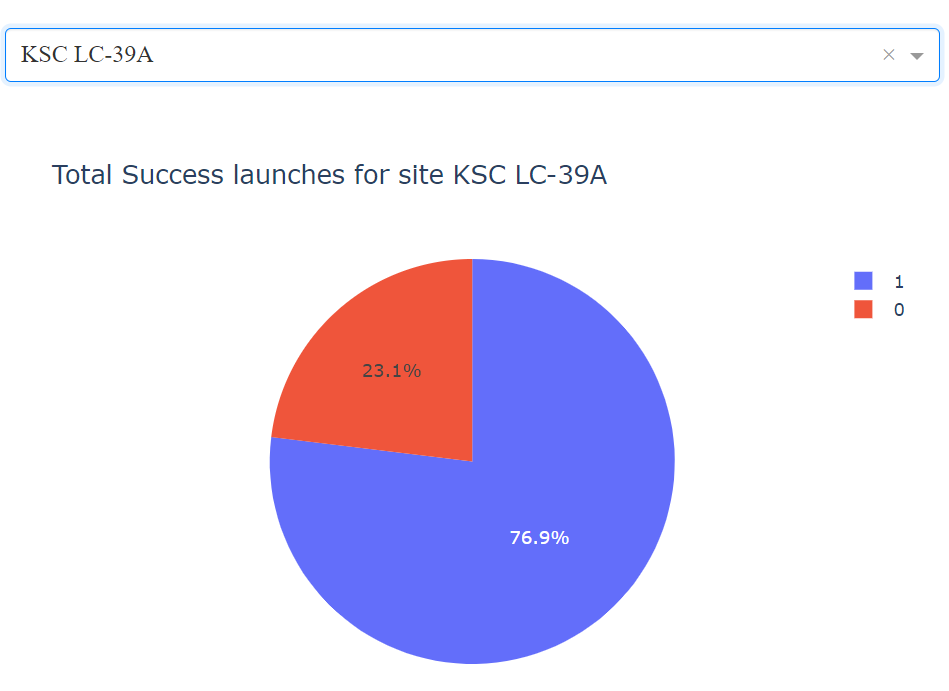 KSC LC-39A
Total Success launches for site KSC LC-39A
1
0
23.1%
76.9%